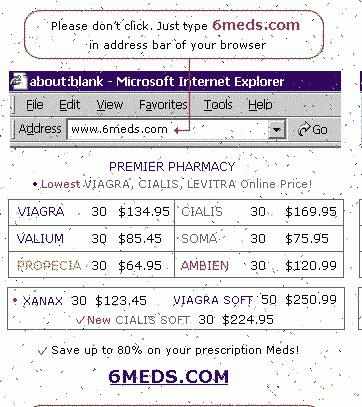 Please don't click. Just type 6meds.com
in address bar of your browser
about:blank - Microsoft Internet Explorer
File Edit View Favorites Tools Help
Address www.6meds.com Go
PREMIER PHARMACY
• Lowest VIAGRA, CIALIS, LEVITRA Online Price!
VIAGRA 30 $134.95 CIALIS 30 $169.95
VALIUM 30 $85.45 SOMA 30 $75.95
PROPECIA 30 $64.95 AMBIEN 30 $120.99
• XANAX 30 $123.45 VIAGRA SOFT 50 $250.99
✓New CIALIS SOFT 30 $224.95
✓ Save up to 80% on your prescription Meds!
6MEDS.COM